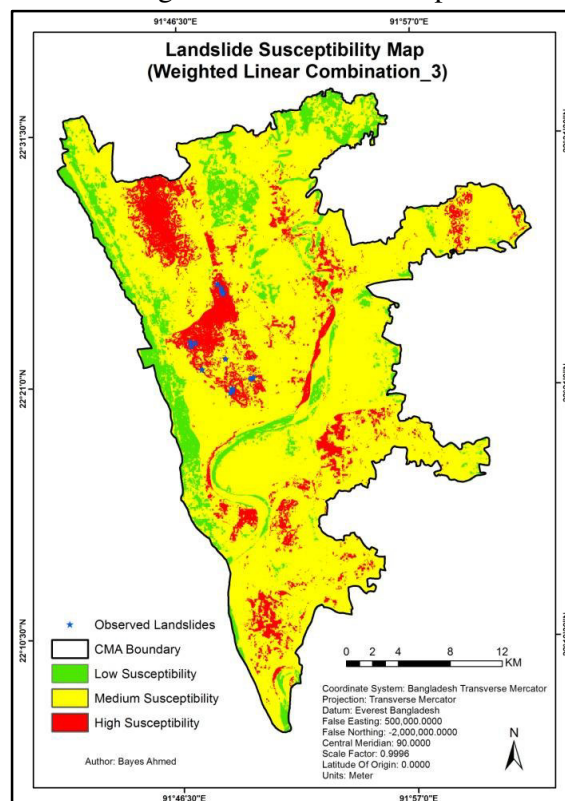 91°46'30"E 91°57'0"E
Landslide Susceptibility Map
(Weighted Linear Combination_3)
22°31'30"N
22°21'0"N
22°10'30"N
Observed Landslides
CMA Boundary
Low Susceptibility
Medium Susceptibility
High Susceptibility
Author: Bayes Ahmed
0 2 4 8 12
KM
Coordinate System: Bangladesh Transverse Mercator
Projection: Transverse Mercator
Datum: Everest Bangladesh
False Easting: 500,000.0000
False Northing: -2,000,000.0000
Central Meridian: 90.0000
Scale Factor: 0.9996
Latitude Of Origin: 0.0000
Units: Meter
N
91°46'30"E 91°57'0"E